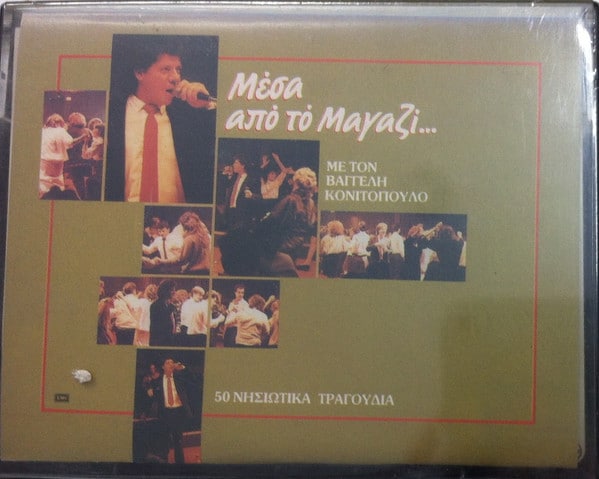 Μέσα
από τό Μαγαζί...
ΜΕ ΤΟΝ
ΒΑΓΓΕΛΗ
ΚΟΝΙΤΟΠΟΥΛΟ
50 ΝΗΣΙΩΤΙΚΑ ΤΡΑΓΟΥΔΙΑ